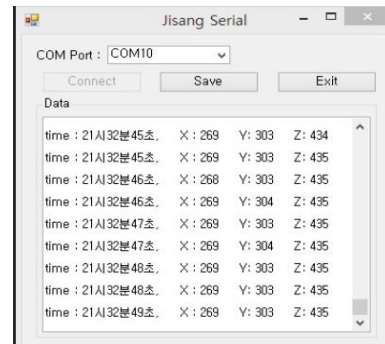 Jisang Serial
COM Port : COM10
Connect Save Exit
Data
time : 21시32분45초, X : 269 Y: 303 Z: 434
time : 21시32분45초, X : 269 Y: 303 Z: 435
time : 21시32분46초, X : 268 Y: 303 Z: 435
time : 21시32분46초, X : 269 Y: 304 Z: 435
time : 21시32분47초, X : 269 Y: 303 Z: 435
time : 21시32분47초, X : 269 Y: 304 Z: 435
time : 21시32분48초, X : 269 Y: 303 Z: 435
time : 21시32분48초, X : 269 Y: 303 Z: 435
time : 21시32분49초, X : 269 Y: 303 Z: 435